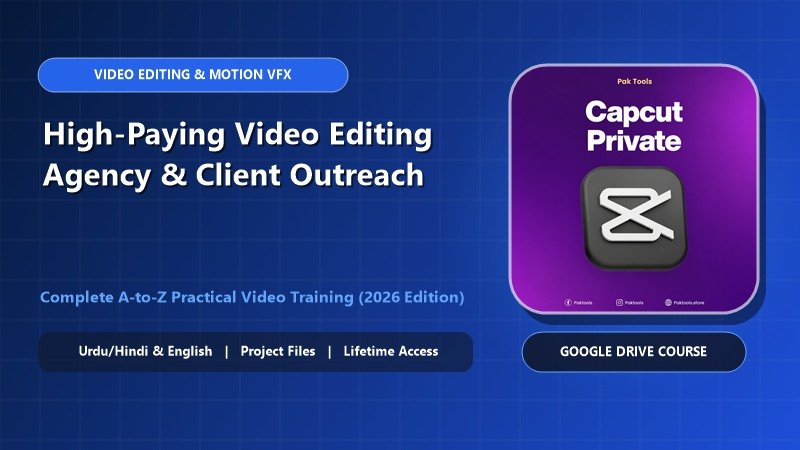 VIDEO EDITING & MOTION VFX
High-Paying Video Editing
Agency & Client Outreach
Complete A-to-Z Practical Video Training (2026 Edition)
Urdu/Hindi & English | Project Files | Lifetime Access
Pak Tools
Capcut
Private
Paktools
Paktools
Paktools.store
GOOGLE DRIVE COURSE